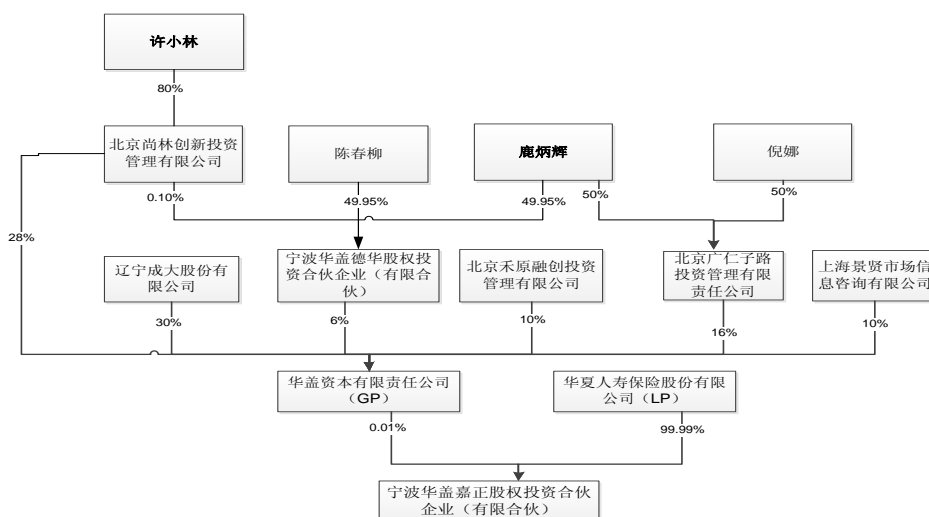 许小林
80%
北京尚林创新投资
管理有限公司
陈春柳
鹿炳辉
倪娜
0.10%
49.95%
49.95%
50%
50%
28%
辽宁成大股份有
限公司
宁波华盖德华股权投
资合伙企业（有限合
伙）
北京禾原融创投资
管理有限公司
北京广仁子路
投资管理有限
责任公司
上海景贤市场信
息咨询有限公司
30%
6%
10%
16%
10%
华盖资本有限责任公司
（GP）
华夏人寿保险股份有限
公司（LP）
0.01%
99.99%
宁波华盖嘉正股权投资合伙
企业（有限合伙）